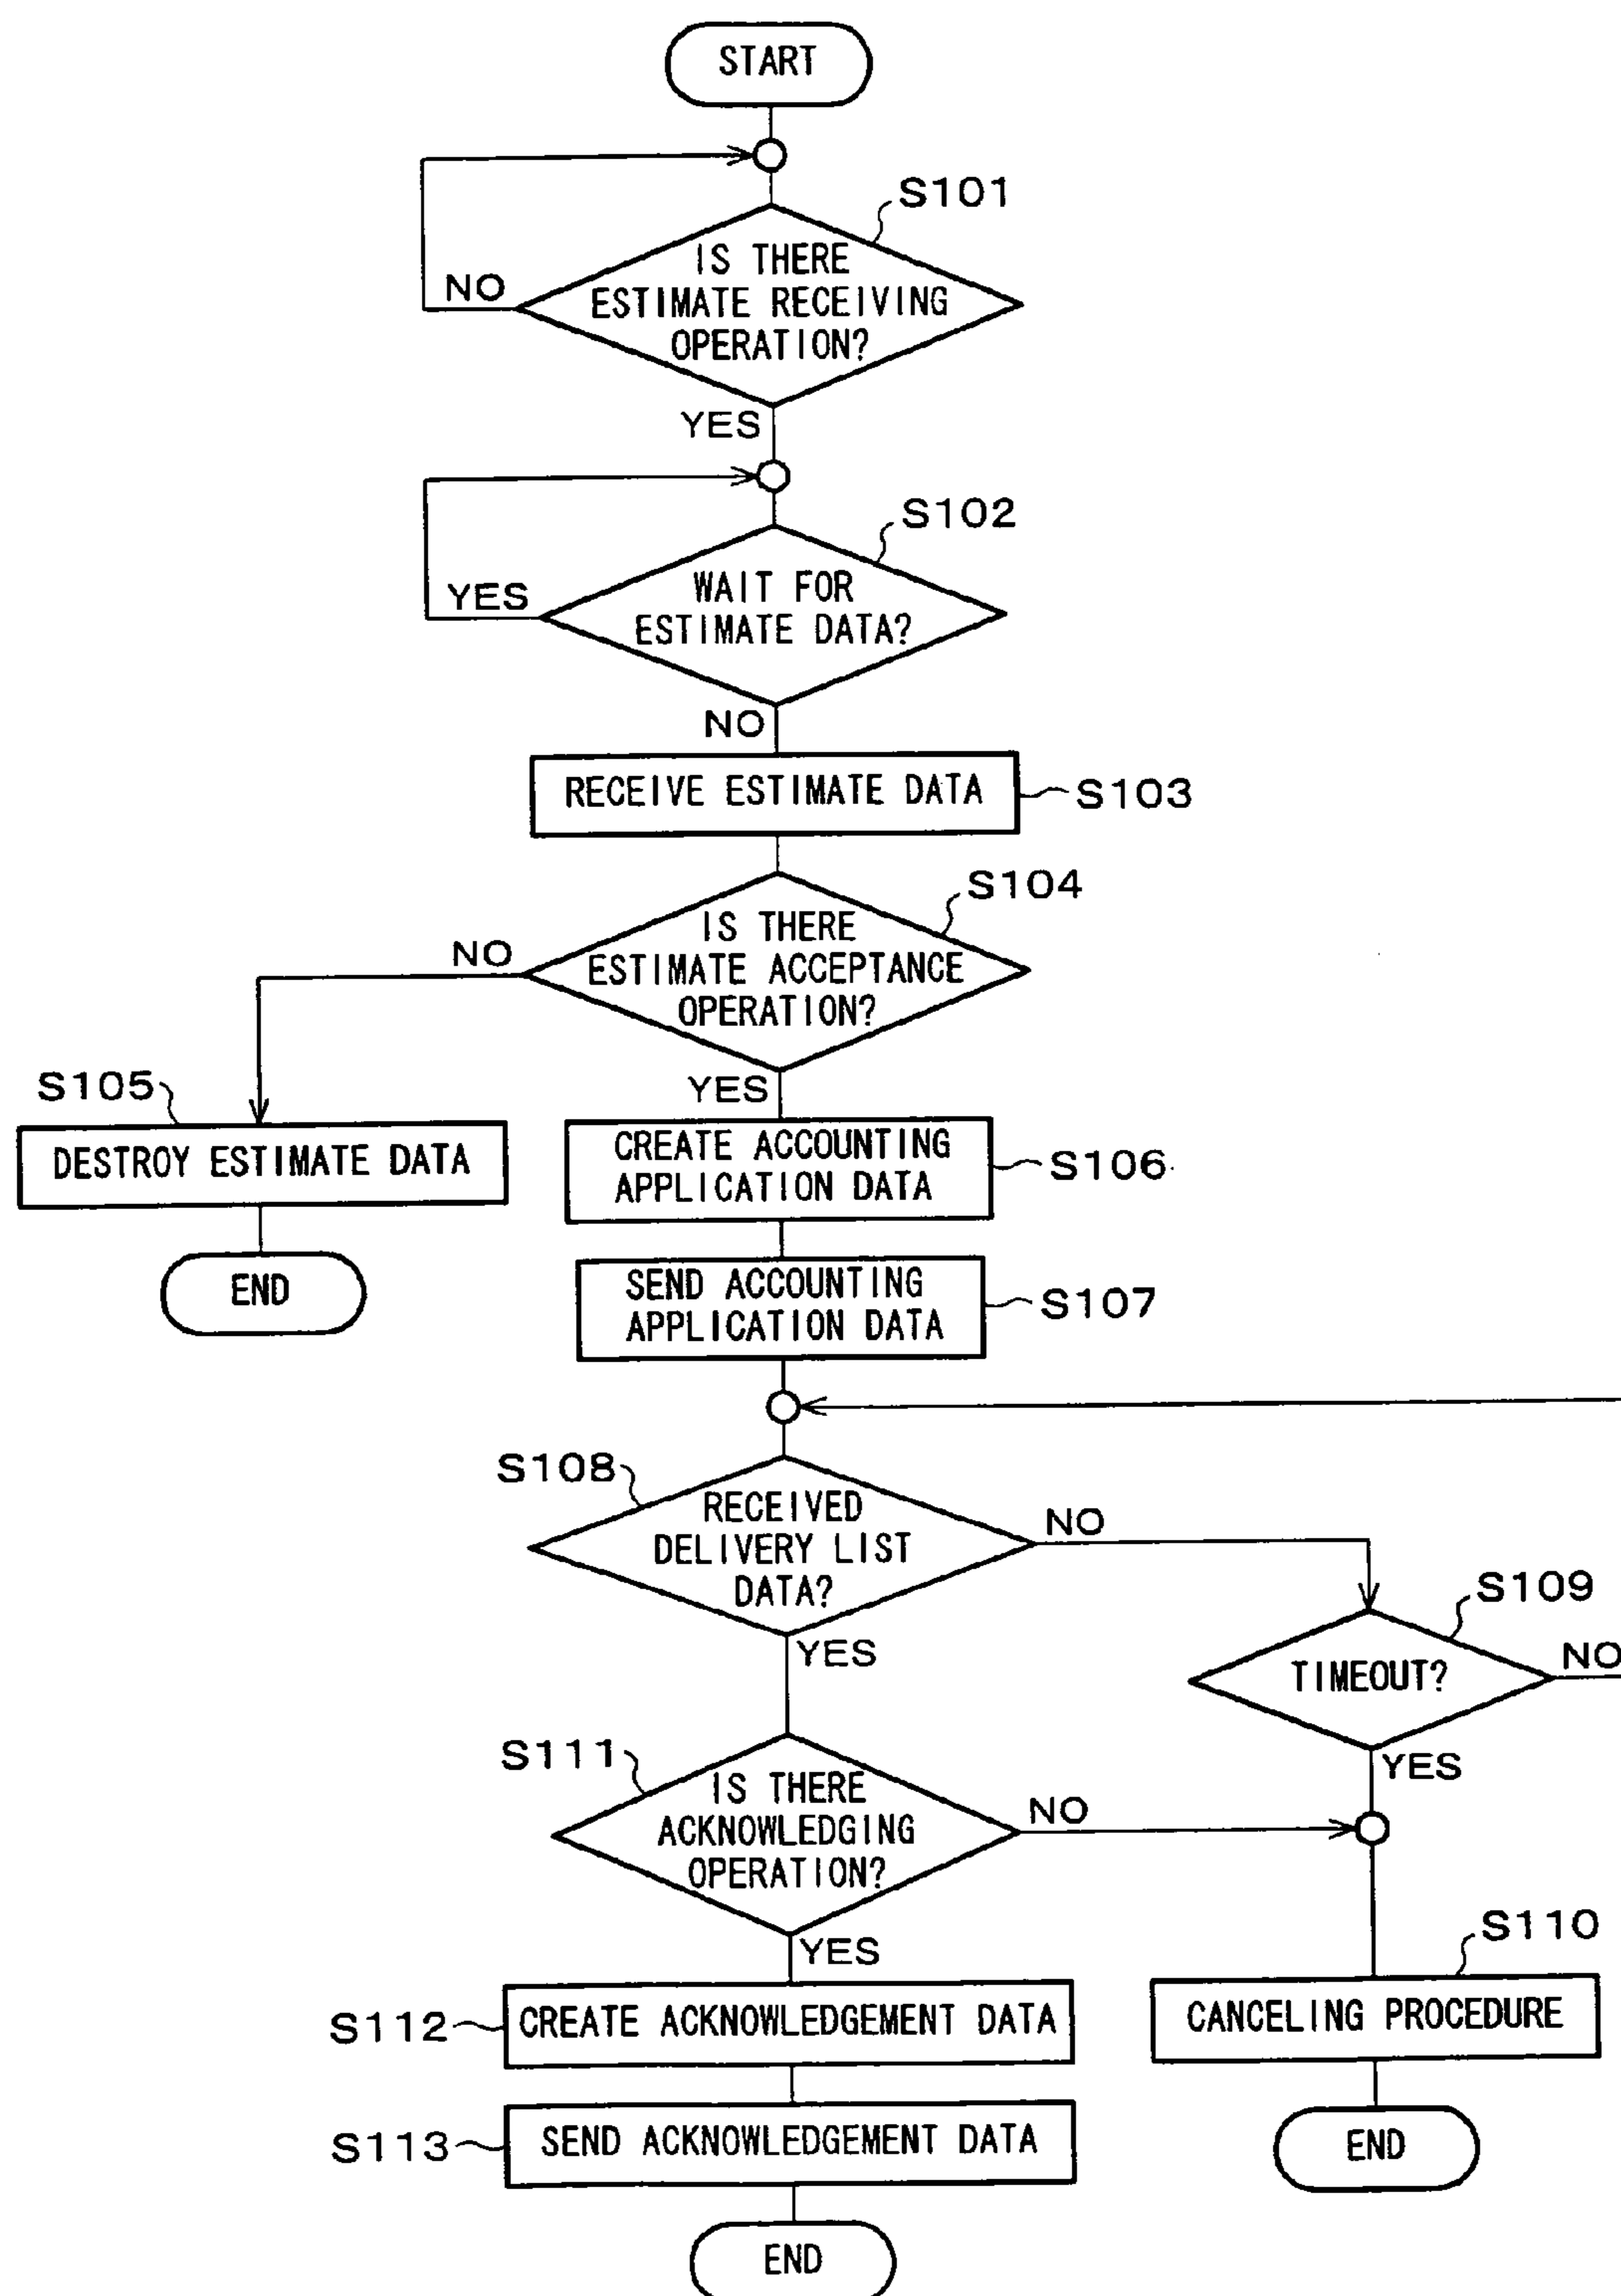 START
S101
IS THERE
ESTIMATE RECEIVING
OPERATION?
NO
YES
S102
WAIT FOR
ESTIMATE DATA?
YES
NO
RECEIVE ESTIMATE DATA
S103
S104
IS THERE
ESTIMATE ACCEPTANCE
OPERATION?
NO
YES
S105
DESTROY ESTIMATE DATA
END
CREATE ACCOUNTING
APPLICATION DATA
S106
SEND ACCOUNTING
APPLICATION DATA
S107
S108
RECEIVED
DELIVERY LIST
DATA?
NO
YES
S109
TIMEOUT?
NO
YES
S111
IS THERE
ACKNOWLEDGING
OPERATION?
NO
YES
S110
CANCELING PROCEDURE
END
S112
CREATE ACKNOWLEDGEMENT DATA
S113
SEND ACKNOWLEDGEMENT DATA
END